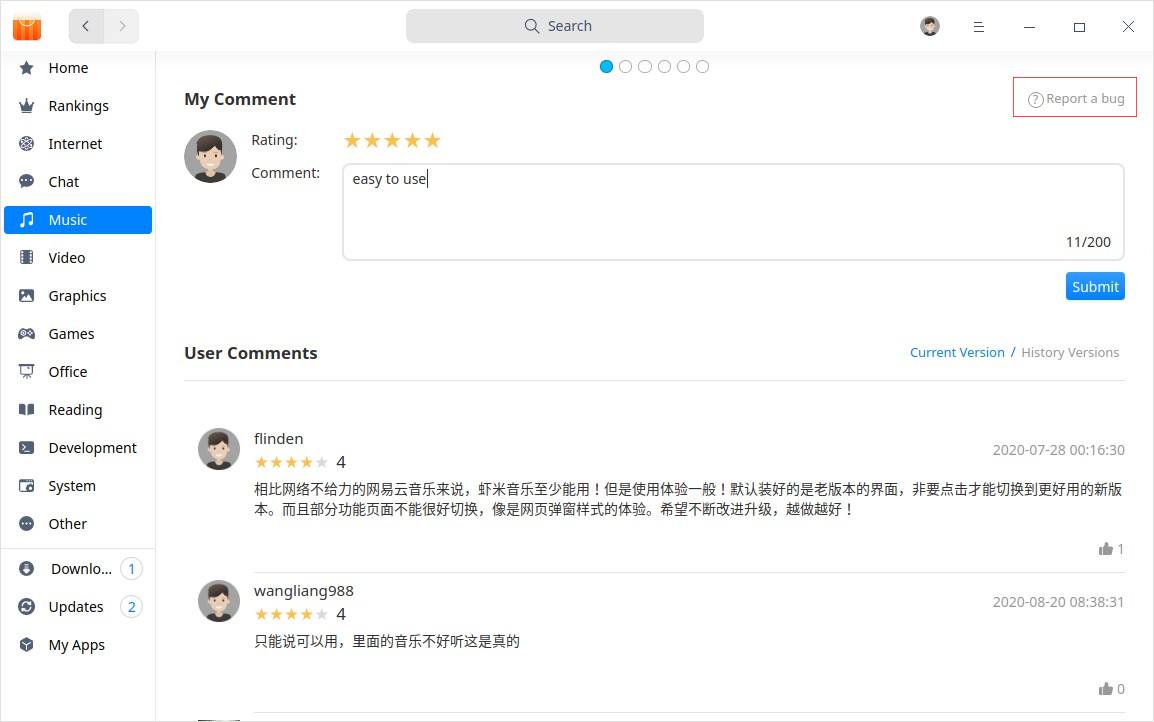 Search
Home
Rankings
Internet
Chat
Music
Video
Graphics
Games
Office
Reading
Development
System
Other
Downlo... 1
Updates 2
My Apps
My Comment
? Report a bug
Rating:
Comment:
easy to use
11/200
Submit
User Comments
Current Version / History Versions
flinden
4
2020-07-28 00:16:30
相比网络不给力的网易云音乐来说，虾米音乐至少能用！但是使用体验一般！默认装好的是老版本的界面，非要点击才能切换到更好用的新版
本。而且部分功能页面不能很好切换，像是网页弹窗样式的体验。希望不断改进升级，越做越好！
1
wangliang988
4
2020-08-20 08:38:31
只能说可以用，里面的音乐不好听这是真的
0